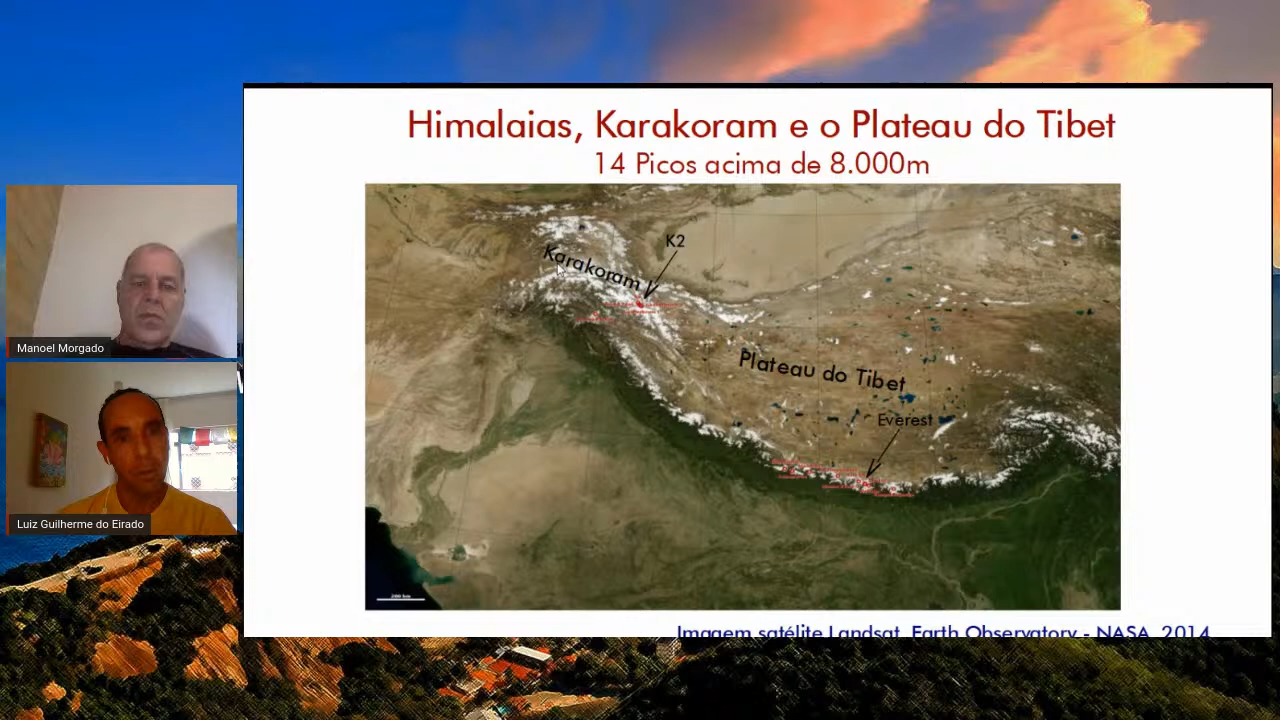 Himalaias, Karakoram e o Plateau do Tibet
14 Picos acima de 8.000m
K2
Karakoram
Plateau do Tibet
Everest
Manoel Morgado
Luiz Guilherme do Eirado
Imagem satélite Landsat, Earth Observatory - NASA, 2014